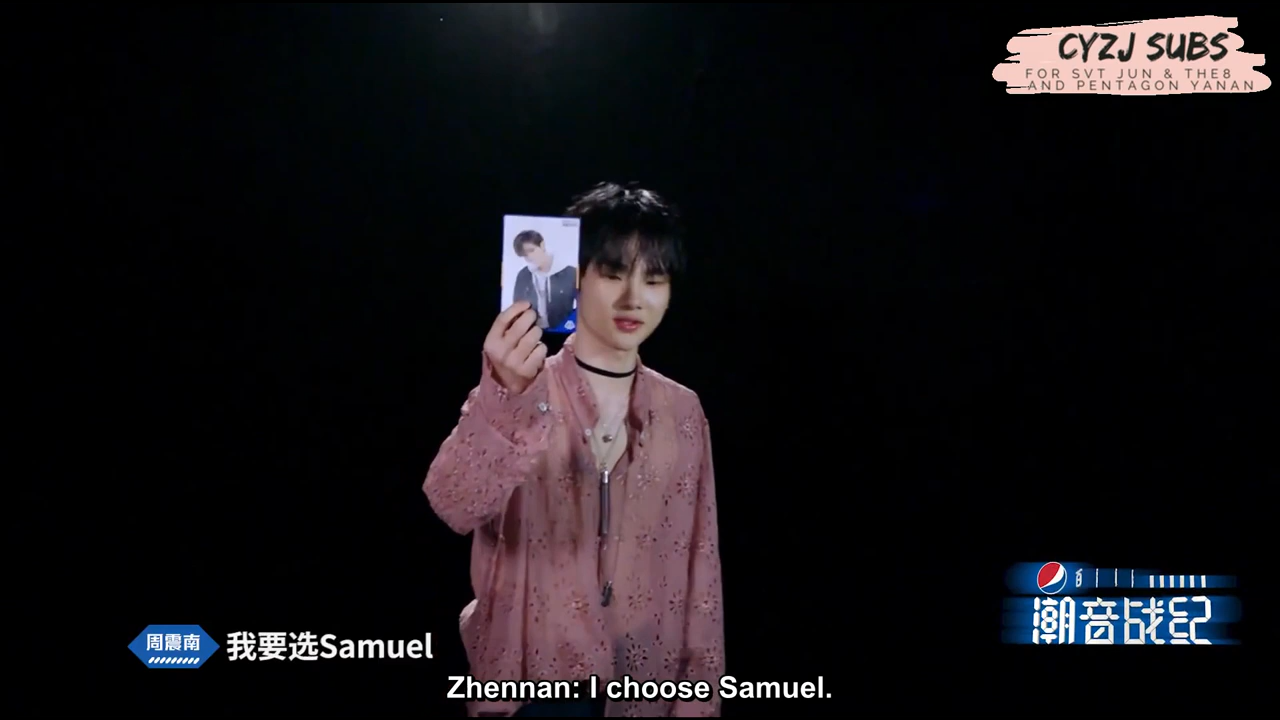 CYZJ SUBS
FOR SVT JUN & THE8
AND PENTAGON YANAN
潮音战纪
周震南
我要选Samuel
Zhennan: I choose Samuel.